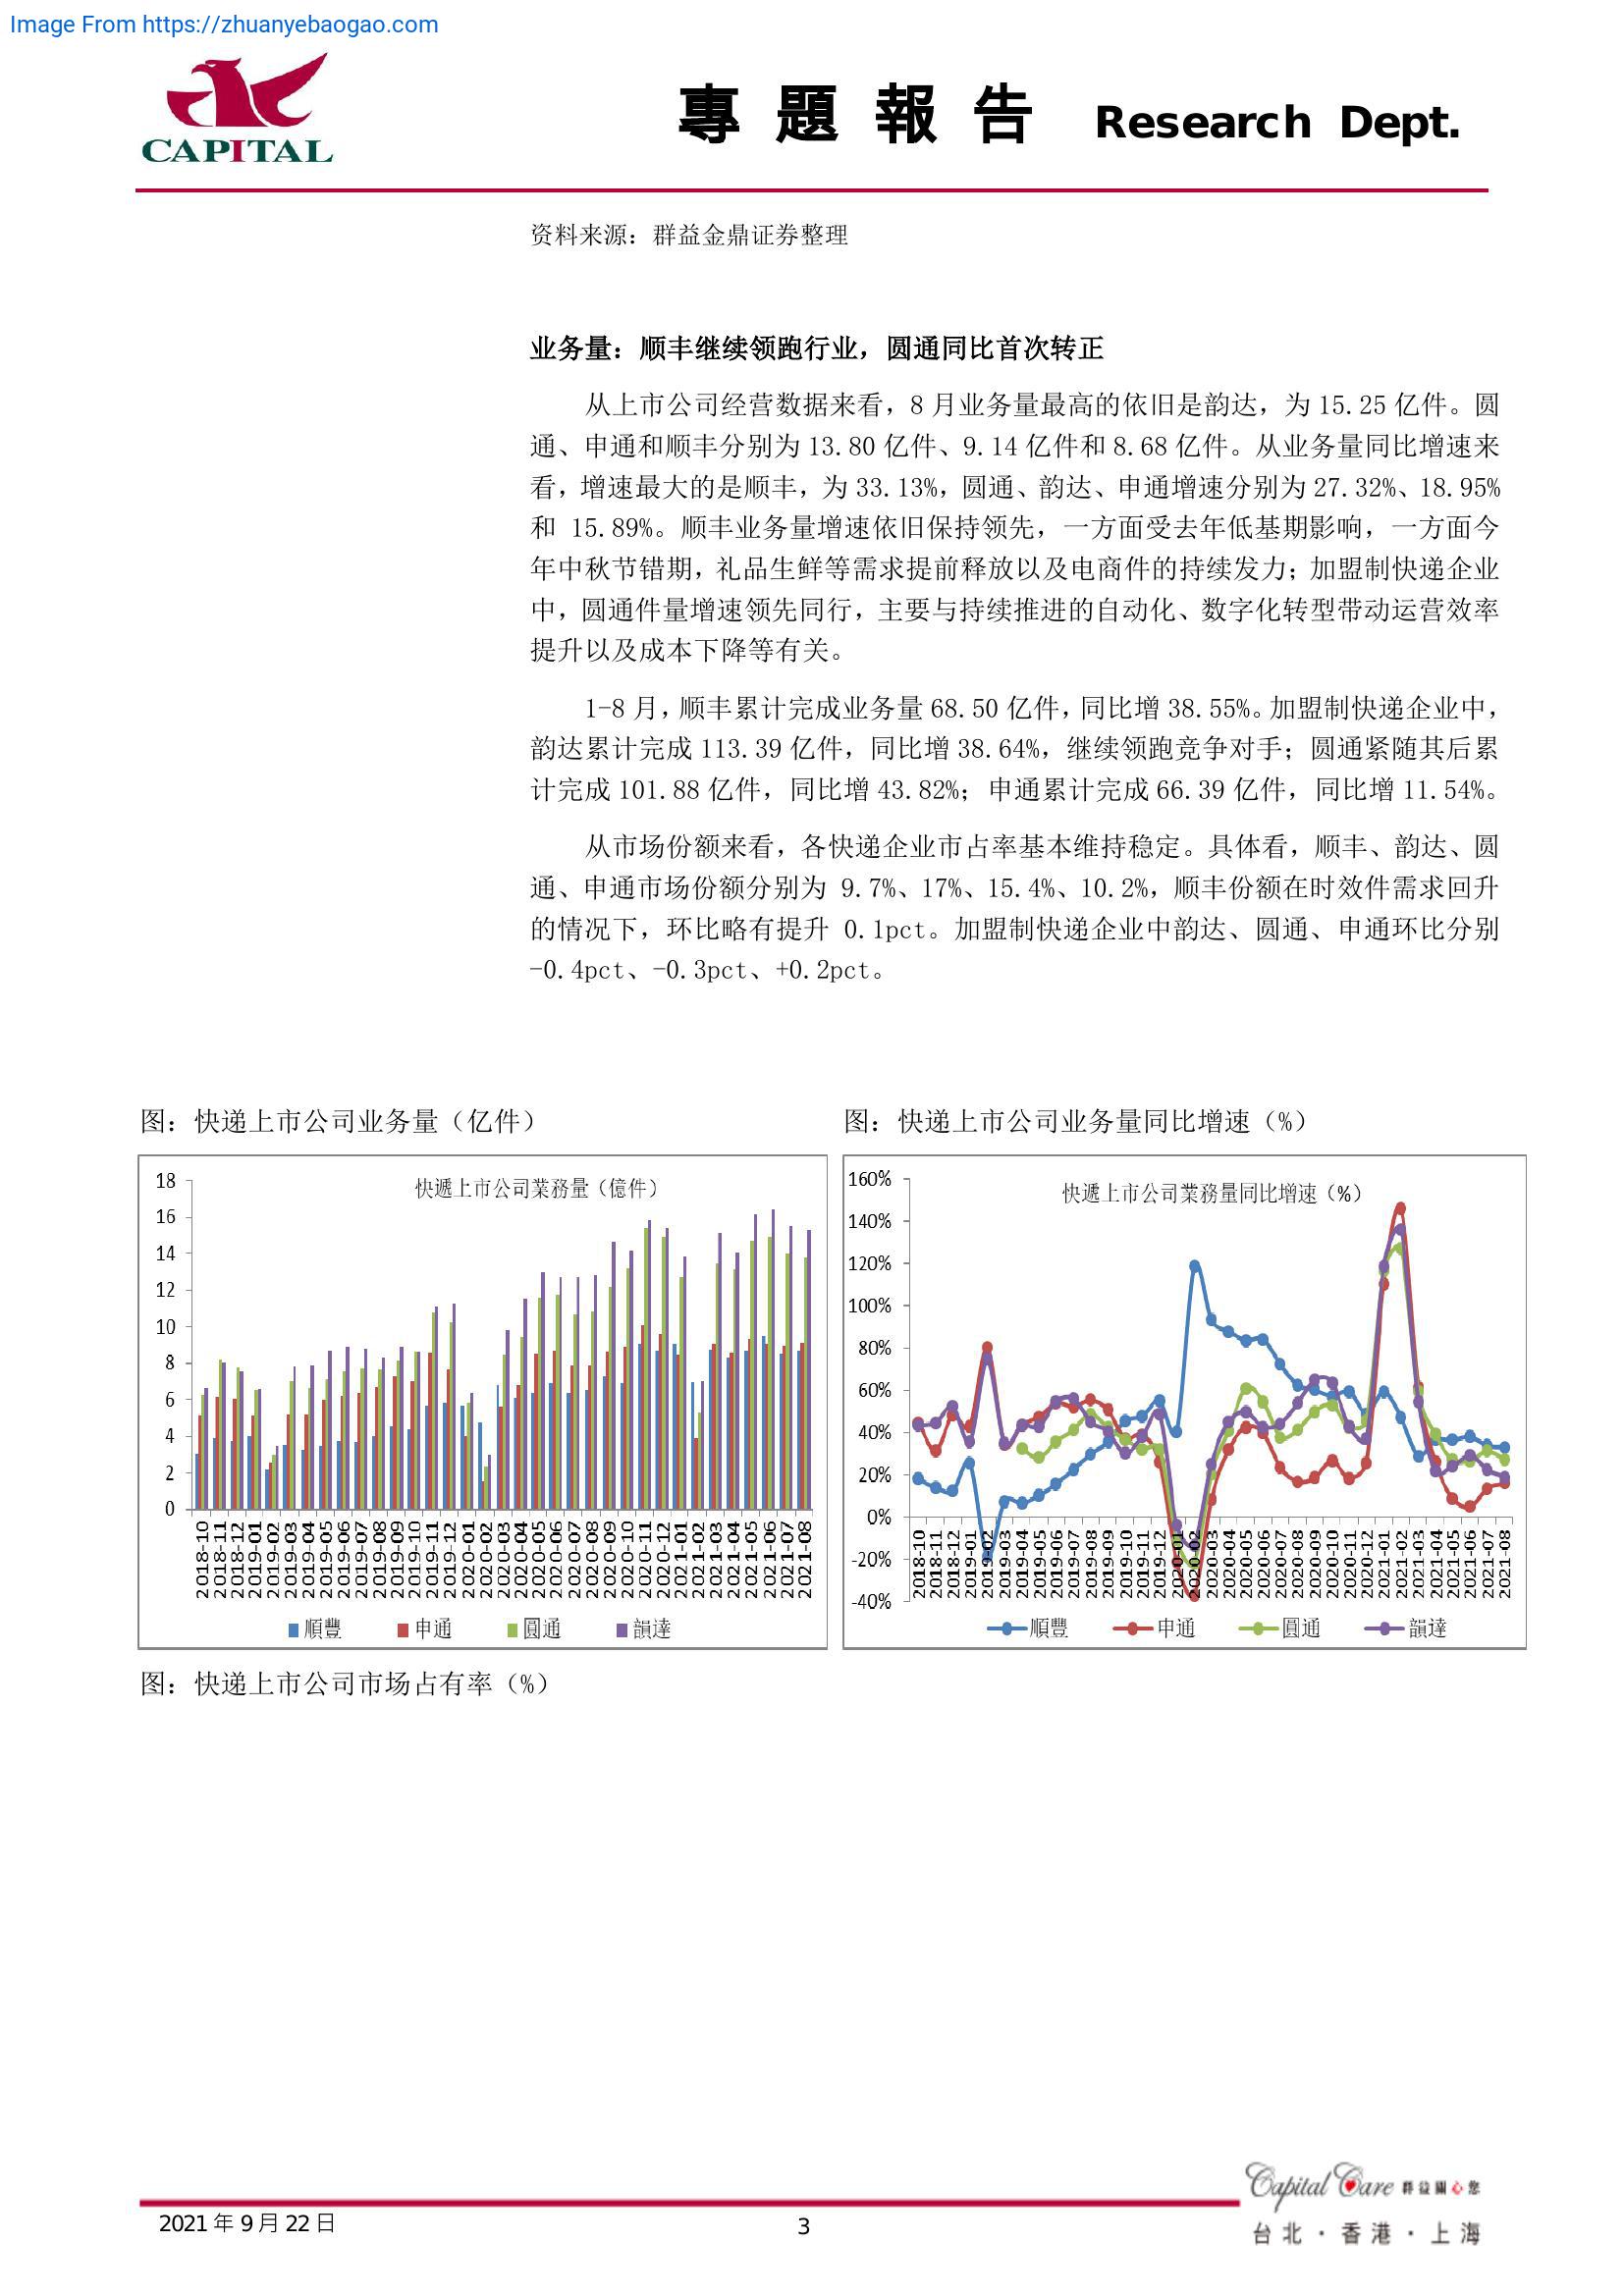 Image From https://zhuanyebaogao.com
CAPITAL
專 題 報 告 Research Dept.
资料来源：群益金鼎证券整理
业务量：顺丰继续领跑行业，圆通同比首次转正
从上市公司经营数据来看，8 月业务量最高的依旧是韵达，为 15.25 亿件。圆
通、申通和顺丰分别为 13.80 亿件、9.14 亿件和 8.68 亿件。从业务量同比增速来
看，增速最大的是顺丰，为 33.13%，圆通、韵达、申通增速分别为 27.32%、18.95%
和 15.89%。顺丰业务量增速依旧保持领先，一方面受去年低基期影响，一方面今
年中秋节错期，礼品生鲜等需求提前释放以及电商件的持续发力；加盟制快递企业
中，圆通件量增速领先同行，主要与持续推进的自动化、数字化转型带动运营效率
提升以及成本下降等有关。
1-8 月，顺丰累计完成业务量 68.50 亿件，同比增 38.55%。加盟制快递企业中，
韵达累计完成 113.39 亿件，同比增 38.64%，继续领跑竞争对手；圆通紧随其后累
计完成 101.88 亿件，同比增 43.82%；申通累计完成 66.39 亿件，同比增 11.54%。
从市场份额来看，各快递企业市占率基本维持稳定。具体看，顺丰、韵达、圆
通、申通市场份额分别为 9.7%、17%、15.4%、10.2%，顺丰份额在时效件需求回升
的情况下，环比略有提升 0.1pct。加盟制快递企业中韵达、圆通、申通环比分别
-0.4pct、-0.3pct、+0.2pct。
图：快递上市公司业务量（亿件）
快遞上市公司業務量（億件）
18
16
14
12
10
8
6
4
2
0
2018-10 2018-11 2018-12 2019-01 2019-02 2019-03 2019-04 2019-05 2019-06 2019-07 2019-08 2019-09 2019-10 2019-11 2019-12 2020-01 2020-02 2020-03 2020-04 2020-05 2020-06 2020-07 2020-08 2020-09 2020-10 2020-11 2020-12 2021-01 2021-02 2021-03 2021-04 2021-05 2021-06 2021-07 2021-08
順豐 申通 圓通 韻達
图：快递上市公司业务量同比增速（%）
快遞上市公司業務量同比增速（%）
160%
140%
120%
100%
80%
60%
40%
20%
0%
-20%
-40%
2018-10 2018-11 2018-12 2019-01 2019-02 2019-03 2019-04 2019-05 2019-06 2019-07 2019-08 2019-09 2019-10 2019-11 2019-12 2020-01 2020-02 2020-03 2020-04 2020-05 2020-06 2020-07 2020-08 2020-09 2020-10 2020-11 2020-12 2021-01 2021-02 2021-03 2021-04 2021-05 2021-06 2021-07 2021-08
順豐 申通 圓通 韻達
图：快递上市公司市场占有率（%）
Capital Care 群益關心您
2021 年 9 月 22 日
3
台北·香港·上海